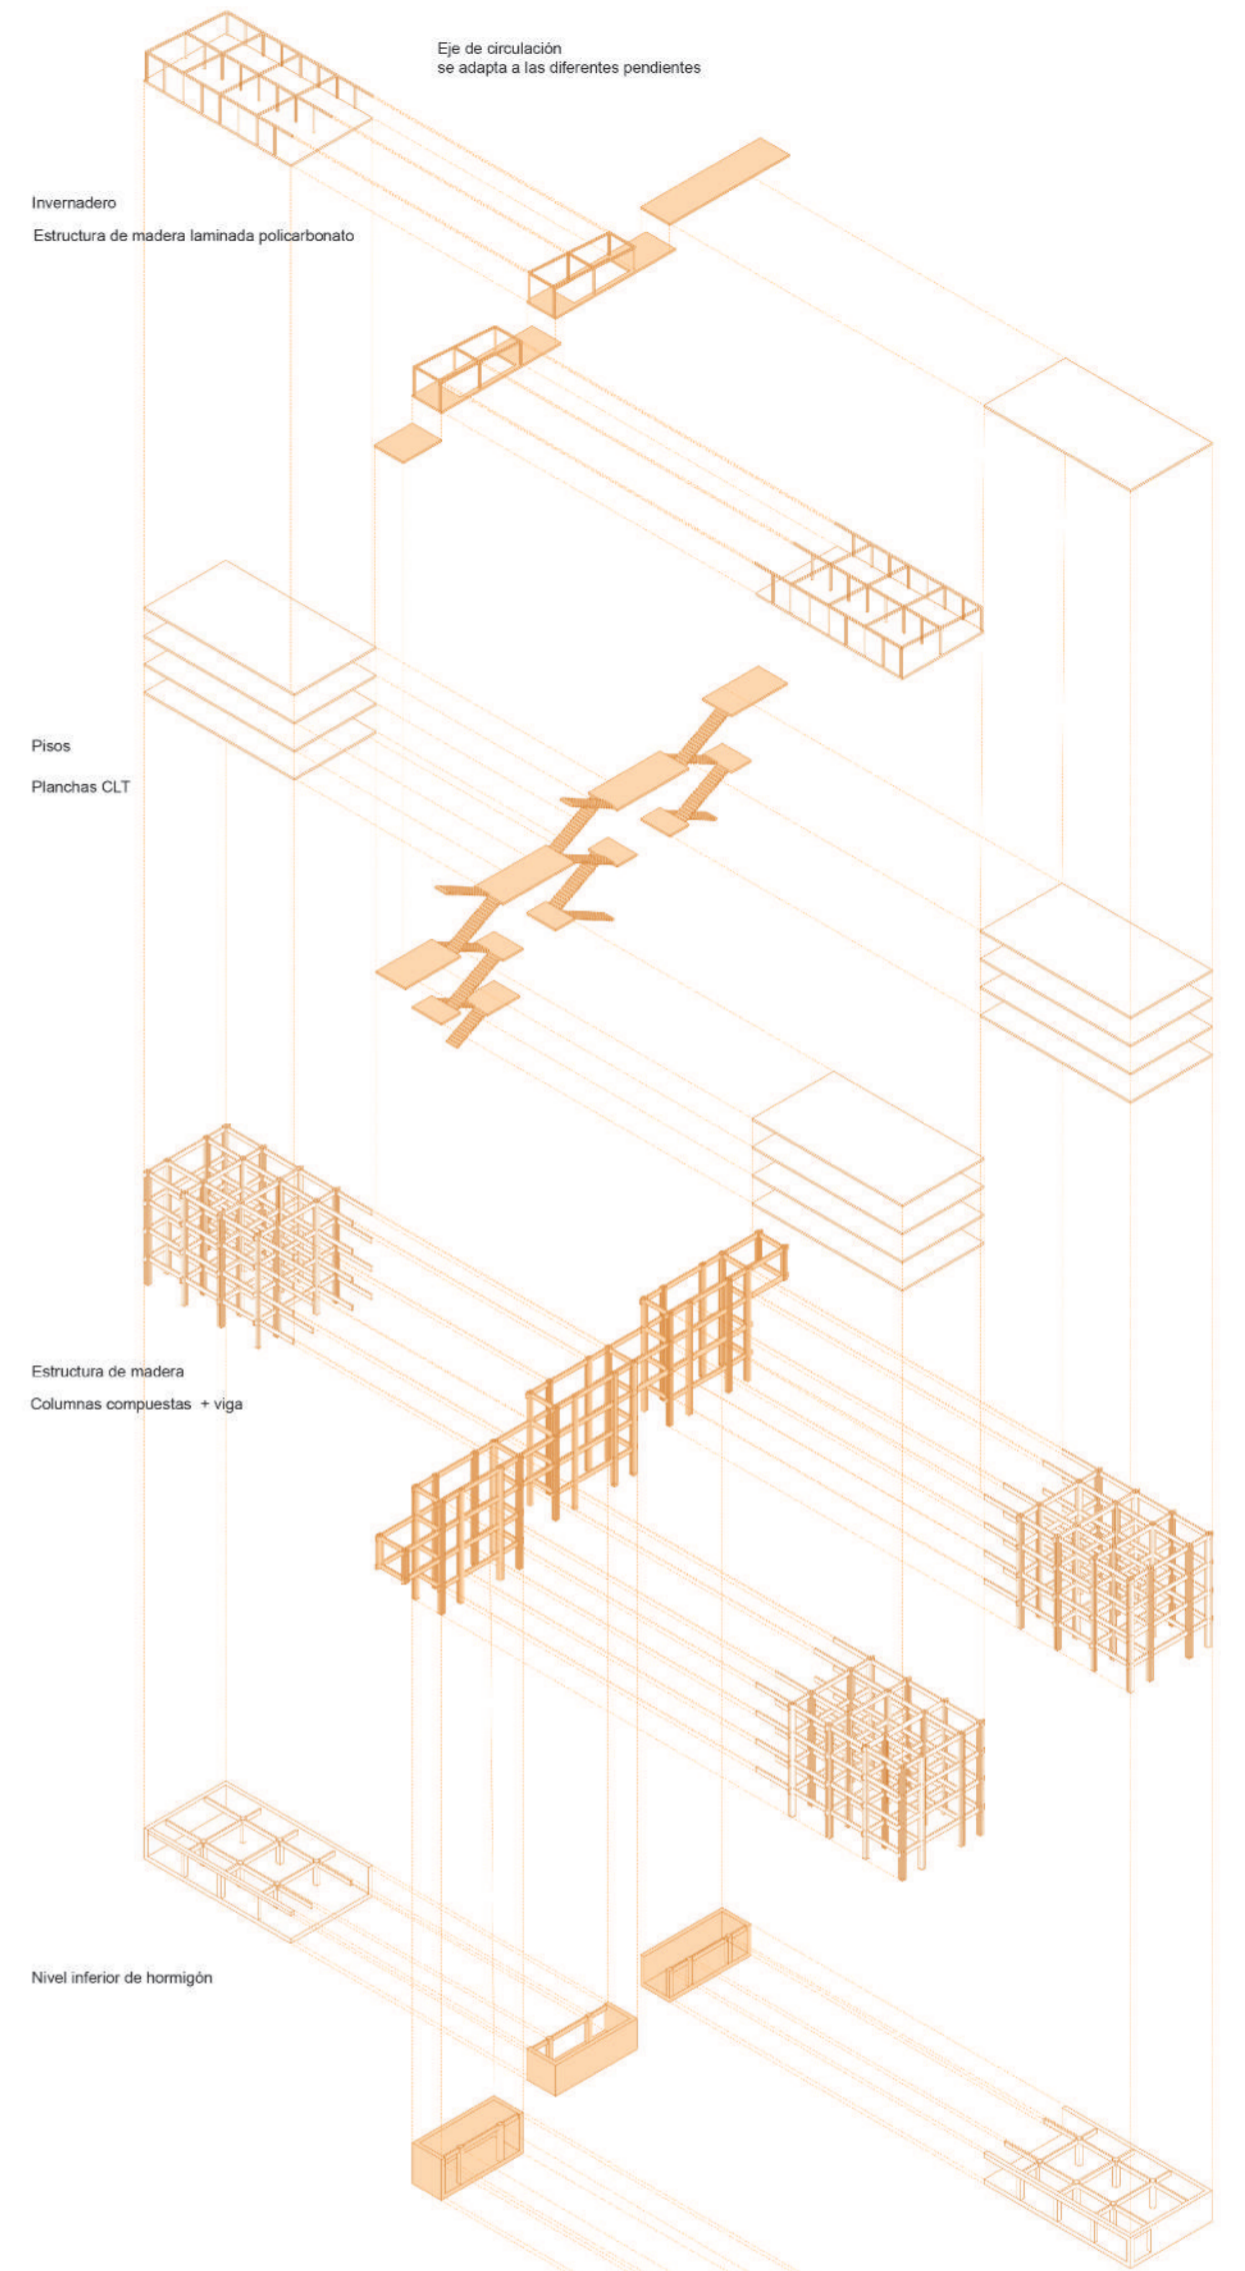 Eje de circulación
se adapta a las diferentes pendientes
Invernadero
Estructura de madera laminada policarbonato
Pisos
Planchas CLT
Estructura de madera
Columnas compuestas + viga
Nivel inferior de hormigón